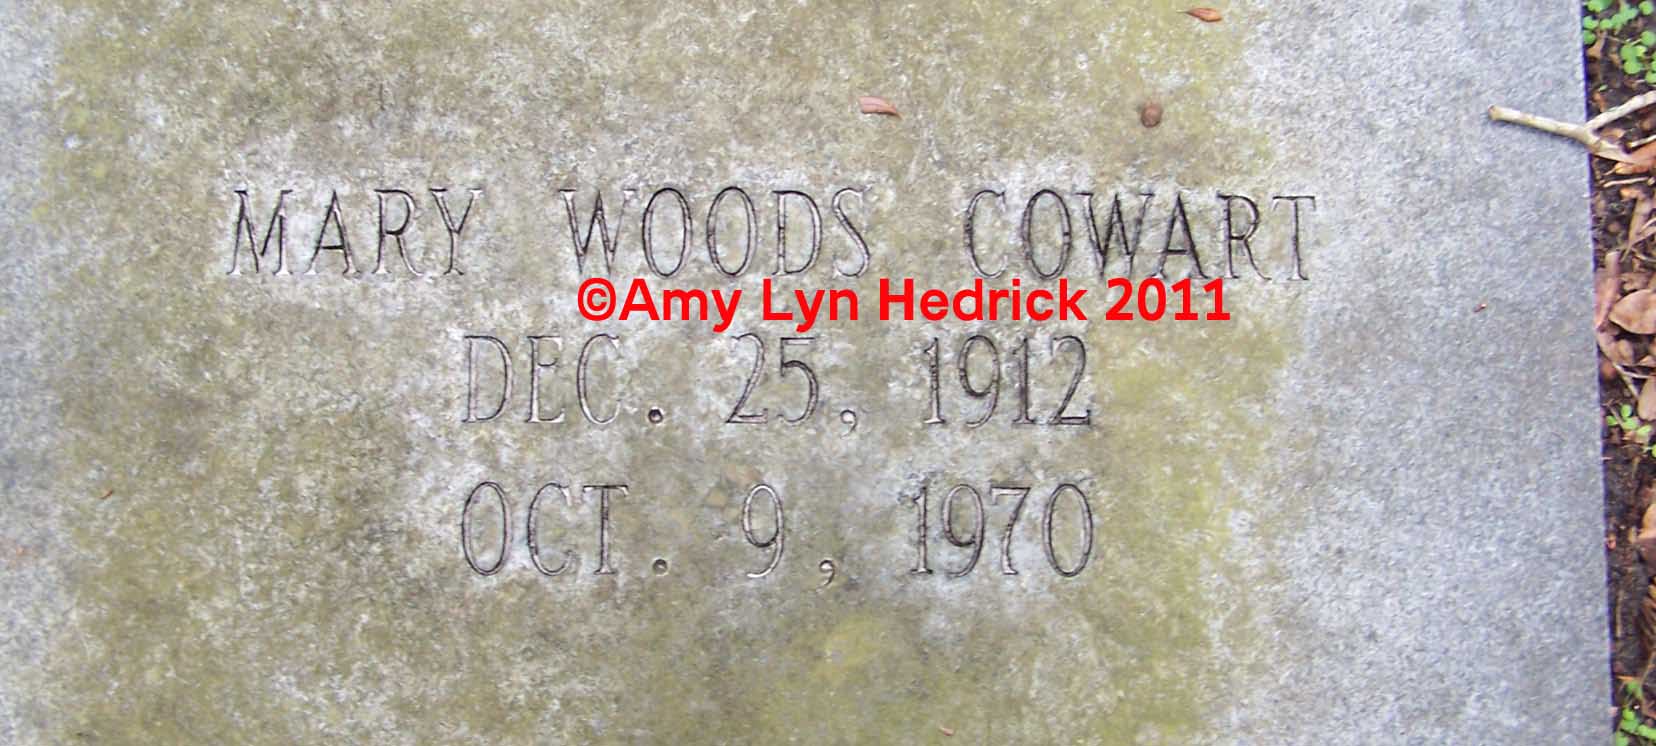 MARY WOODS COWART
©Amy Lyn Hedrick 2011
DEC. 25, 1912
OCT. 9, 1970